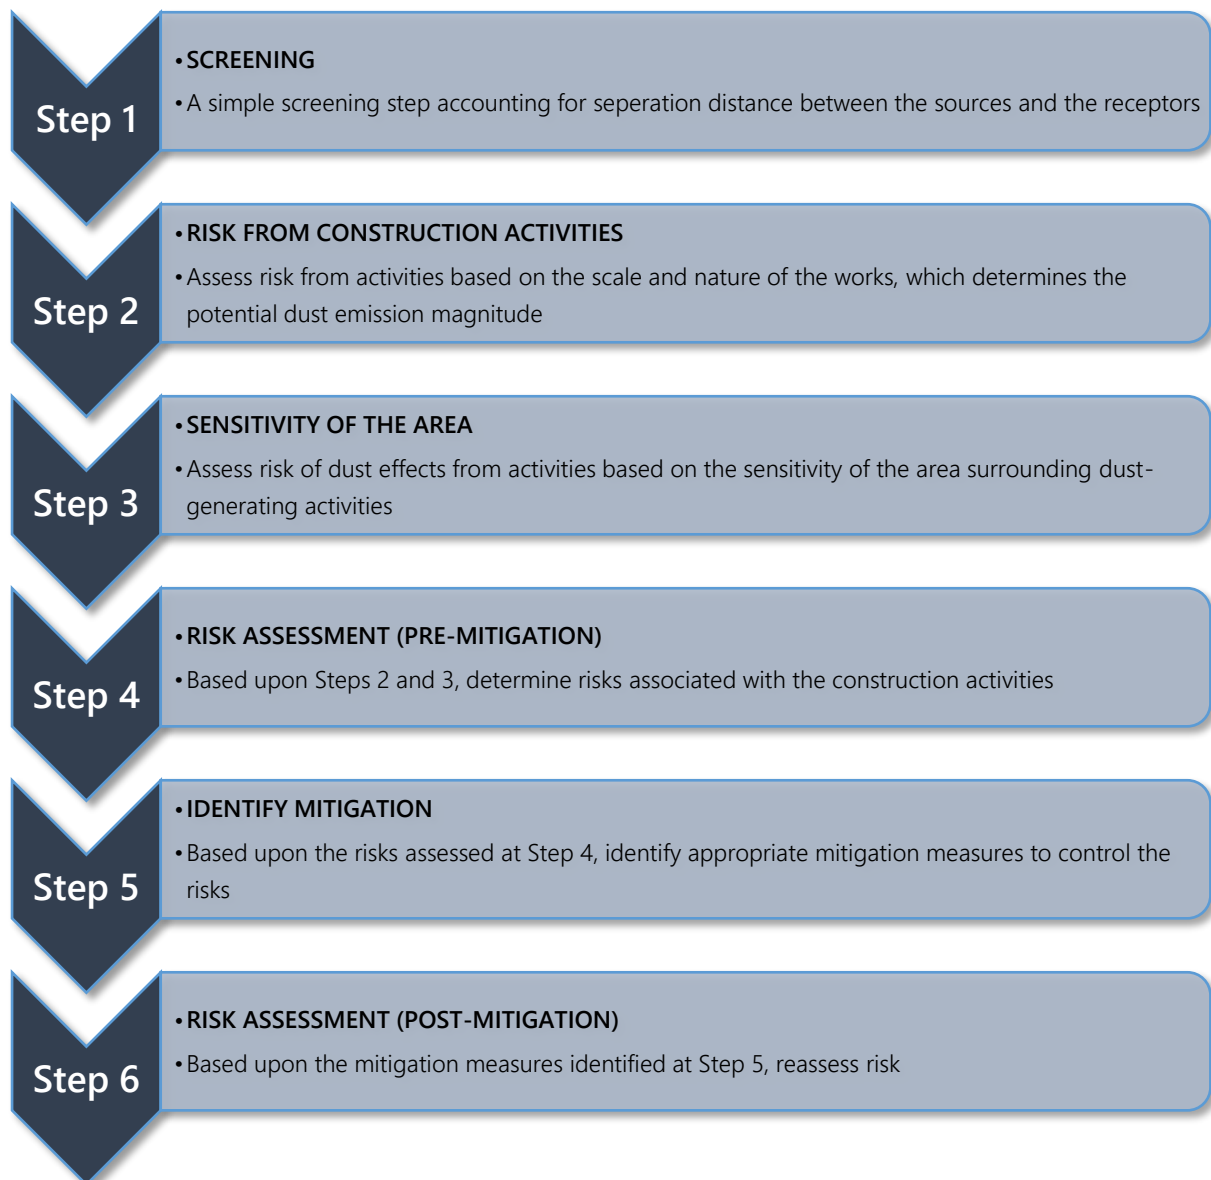 Step 1
• SCREENING
• A simple screening step accounting for seperation distance between the sources and the receptors
Step 2
• RISK FROM CONSTRUCTION ACTIVITIES
• Assess risk from activities based on the scale and nature of the works, which determines the
potential dust emission magnitude
Step 3
• SENSITIVITY OF THE AREA
• Assess risk of dust effects from activities based on the sensitivity of the area surrounding dust-
generating activities
Step 4
• RISK ASSESSMENT (PRE-MITIGATION)
• Based upon Steps 2 and 3, determine risks associated with the construction activities
Step 5
• IDENTIFY MITIGATION
• Based upon the risks assessed at Step 4, identify appropriate mitigation measures to control the
risks
Step 6
• RISK ASSESSMENT (POST-MITIGATION)
• Based upon the mitigation measures identified at Step 5, reassess risk